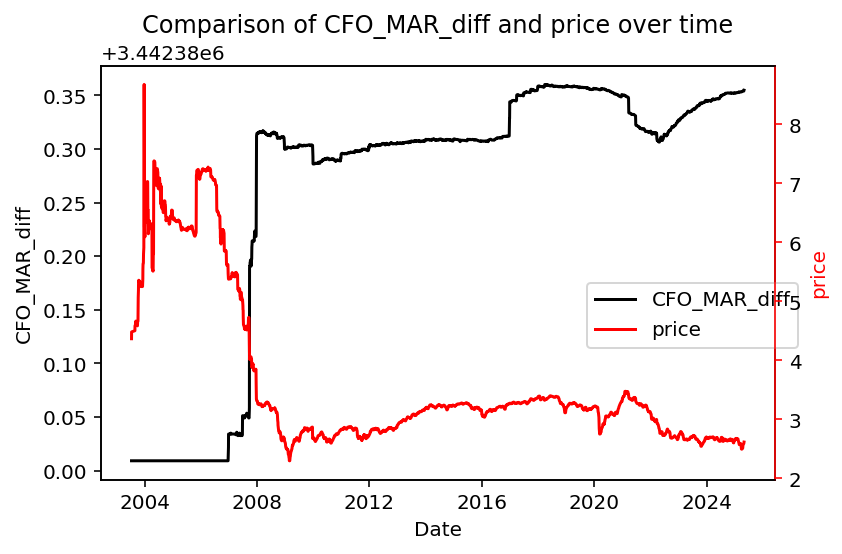 Comparison of CFO_MAR_diff and price over time
+3.44238e6
0.35
0.30
0.25
0.20
0.15
0.10
0.05
0.00
CFO_MAR_diff
8
7
6
5
4
3
2
price
CFO_MAR_diff
price
2004 2008 2012 2016 2020 2024
Date